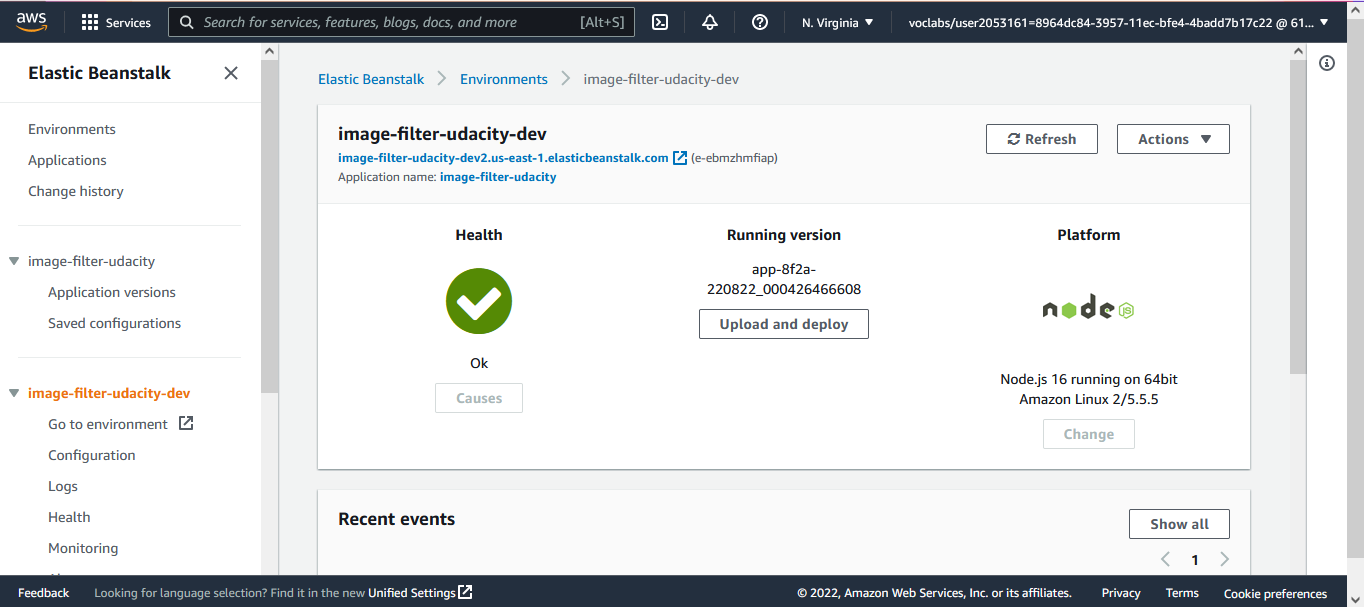 aws
Services
Search for services, features, blogs, docs, and more
[Alt+S]
N. Virginia
voclabs/user2053161=8964dc84-3957-11ec-bfe4-4badd7b17c22 @ 61...
Elastic Beanstalk
Environments
Applications
Change history
image-filter-udacity
Application versions
Saved configurations
image-filter-udacity-dev
Go to environment
Configuration
Logs
Health
Monitoring
Elastic Beanstalk
Environments
image-filter-udacity-dev
image-filter-udacity-dev
image-filter-udacity-dev2.us-east-1.elasticbeanstalk.com (e-ebmzhmfiap)
Application name: image-filter-udacity
Refresh
Actions
Health
Ok
Causes
Running version
app-8f2a-
220822_000426466608
Upload and deploy
Platform
node
JS
Node.js 16 running on 64bit
Amazon Linux 2/5.5.5
Change
Recent events
Show all
1
Feedback
Looking for language selection? Find it in the new Unified Settings
© 2022, Amazon Web Services, Inc. or its affiliates.
Privacy
Terms
Cookie preferences